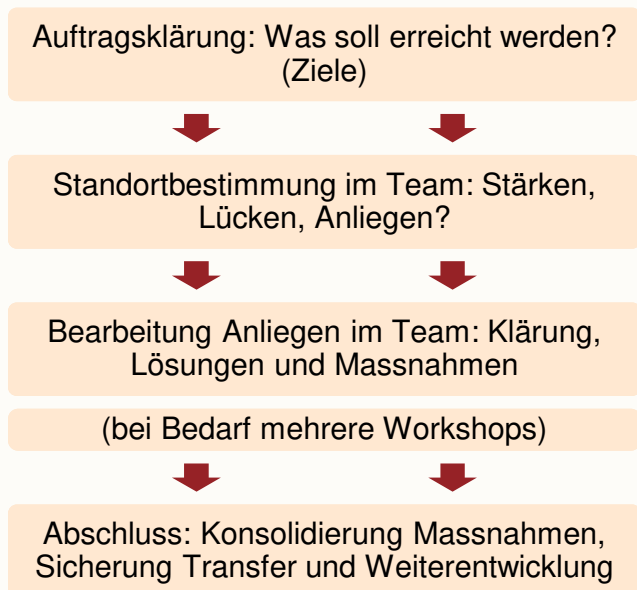 Auftragsklärung: Was soll erreicht werden?
(Ziele)
Standortbestimmung im Team: Stärken,
Lücken, Anliegen?
Bearbeitung Anliegen im Team: Klärung,
Lösungen und Massnahmen
(bei Bedarf mehrere Workshops)
Abschluss: Konsolidierung Massnahmen,
Sicherung Transfer und Weiterentwicklung